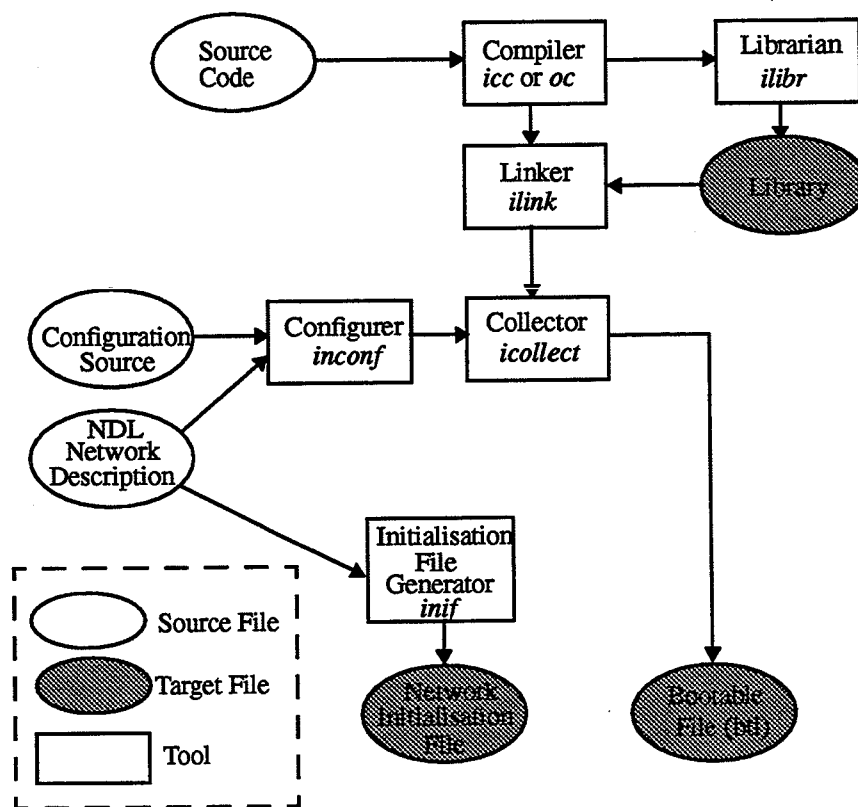 Source
Code
Compiler
icc or oc
Librarian
ilibr
Linker
ilink
Library
Configuration
Source
Configurer
inconf
Collector
icollect
NDL
Network
Description
Initialisation
File
Generator
inif
Source File
Target File
Tool
Network
Initialisation
File
Bootable
File (btl)